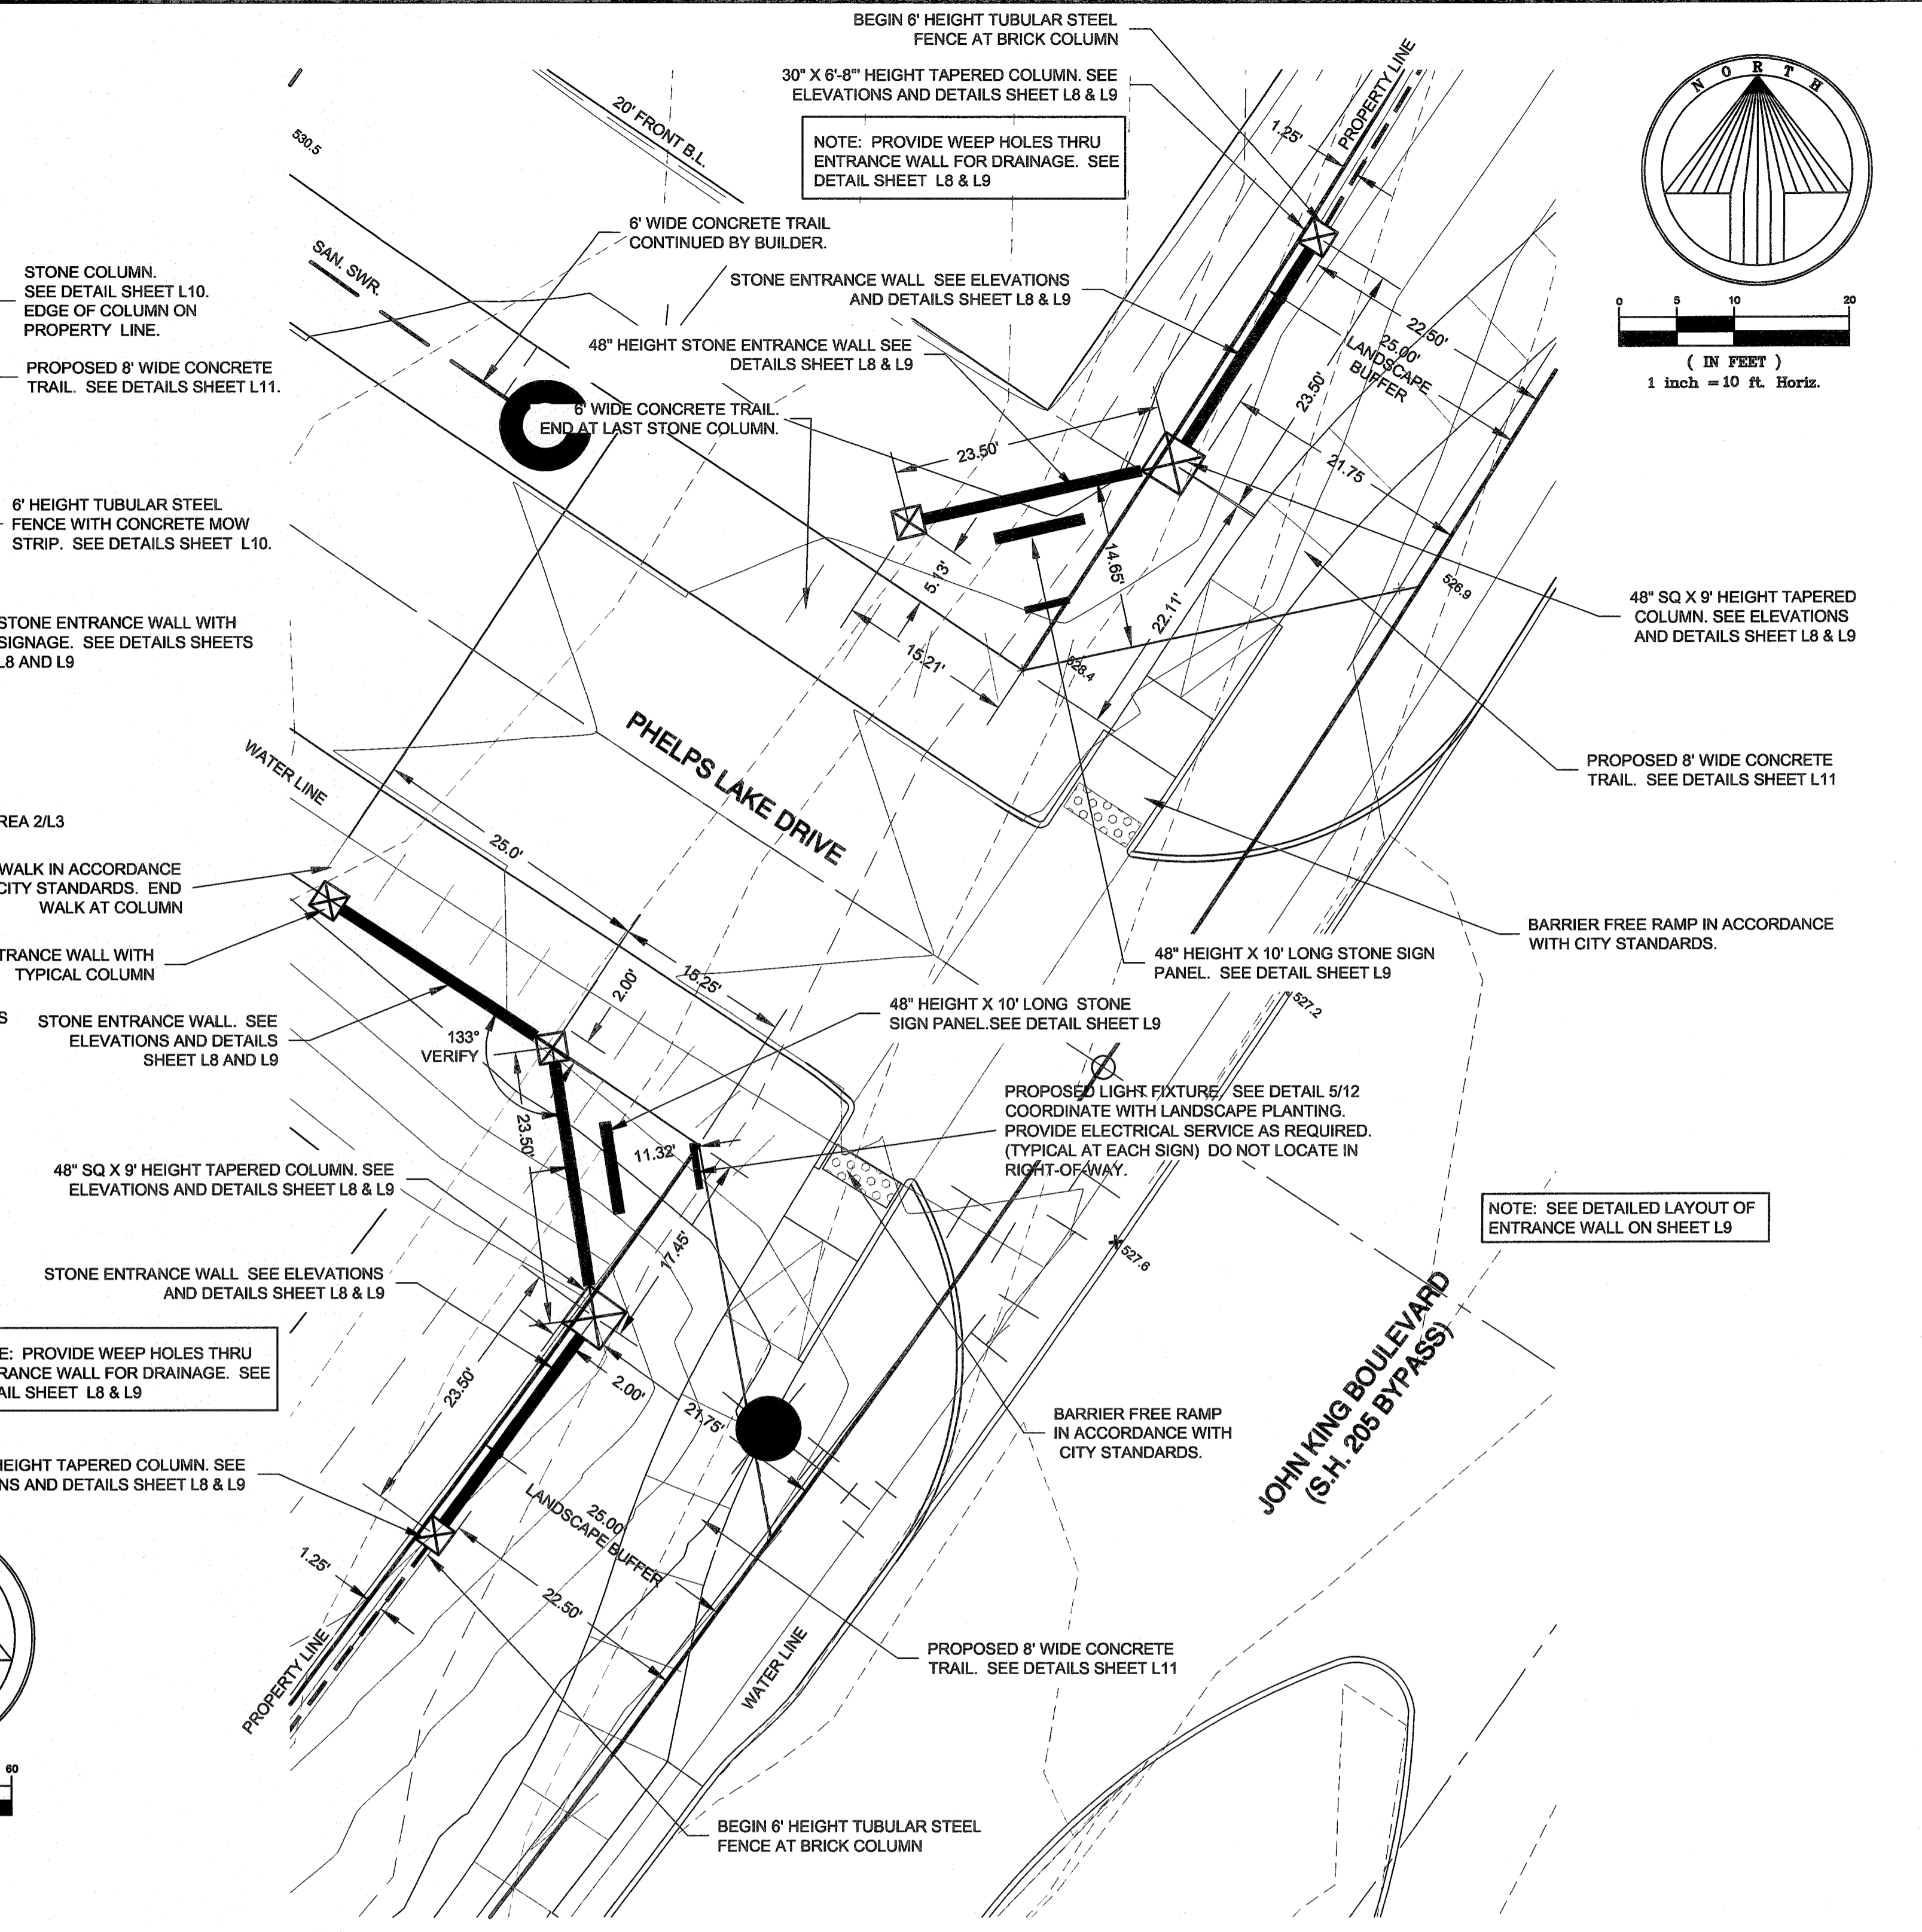 BEGIN 6' HEIGHT TUBULAR STEEL
FENCE AT BRICK COLUMN
30" X 6'-8"' HEIGHT TAPERED COLUMN. SEE
ELEVATIONS AND DETAILS SHEET L8 & L9
NOTE: PROVIDE WEEP HOLES THRU
ENTRANCE WALL FOR DRAINAGE. SEE
DETAIL SHEET L8 & L9
PROPERTY LINE
1.25'
NORTH
0 5 10 20
( IN FEET )
1 inch = 10 ft. Horiz.
20' FRONT B.L.
530.5
6' WIDE CONCRETE TRAIL
CONTINUED BY BUILDER.
SAN. SWR.
STONE COLUMN.
SEE DETAIL SHEET L10.
EDGE OF COLUMN ON
PROPERTY LINE.
STONE ENTRANCE WALL SEE ELEVATIONS
AND DETAILS SHEET L8 & L9
48" HEIGHT STONE ENTRANCE WALL SEE
DETAILS SHEET L8 & L9
PROPOSED 8' WIDE CONCRETE
TRAIL. SEE DETAILS SHEET L11.
22.50'
25.00'
LANDSCAPE
BUFFER
23.50'
6' WIDE CONCRETE TRAIL.
END AT LAST STONE COLUMN.
23.50'
21.75
6' HEIGHT TUBULAR STEEL
FENCE WITH CONCRETE MOW
STRIP. SEE DETAILS SHEET L10.
5.13'
14.65'
22.11'
526.9
48" SQ X 9' HEIGHT TAPERED
COLUMN. SEE ELEVATIONS
AND DETAILS SHEET L8 & L9
STONE ENTRANCE WALL WITH
SIGNAGE. SEE DETAILS SHEETS
L8 AND L9
15.21'
528.4
PHELPS LAKE DRIVE
WATER LINE
PROPOSED 8' WIDE CONCRETE
TRAIL. SEE DETAILS SHEET L11
REA 2/L3
25.0'
WALK IN ACCORDANCE
CITY STANDARDS. END
WALK AT COLUMN
BARRIER FREE RAMP IN ACCORDANCE
WITH CITY STANDARDS.
TRANCE WALL WITH
TYPICAL COLUMN
48" HEIGHT X 10' LONG STONE SIGN
PANEL. SEE DETAIL SHEET L9
2.00'
15.25'
527.2
48" HEIGHT X 10' LONG STONE
SIGN PANEL.SEE DETAIL SHEET L9
S
STONE ENTRANCE WALL. SEE
ELEVATIONS AND DETAILS
SHEET L8 AND L9
133°
VERIFY
PROPOSED LIGHT FIXTURE. SEE DETAIL 5/12
COORDINATE WITH LANDSCAPE PLANTING.
PROVIDE ELECTRICAL SERVICE AS REQUIRED.
(TYPICAL AT EACH SIGN) DO NOT LOCATE IN
RIGHT-OF-WAY.
23.50'
11.32'
48" SQ X 9' HEIGHT TAPERED COLUMN. SEE
ELEVATIONS AND DETAILS SHEET L8 & L9
NOTE: SEE DETAILED LAYOUT OF
ENTRANCE WALL ON SHEET L9
17.45'
527.6
STONE ENTRANCE WALL SEE ELEVATIONS
AND DETAILS SHEET L8 & L9
E: PROVIDE WEEP HOLES THRU
RANCE WALL FOR DRAINAGE. SEE
AIL SHEET L8 & L9
23.50'
2.00'
21.75'
JOHN KING BOULEVARD
(S.H. 205 BYPASS)
BARRIER FREE RAMP
IN ACCORDANCE WITH
CITY STANDARDS.
HEIGHT TAPERED COLUMN. SEE
NS AND DETAILS SHEET L8 & L9
25.00'
LANDSCAPE BUFFER
1.25'
22.50'
PROPERTY LINE
WATER LINE
PROPOSED 8' WIDE CONCRETE
TRAIL. SEE DETAILS SHEET L11
60
BEGIN 6' HEIGHT TUBULAR STEEL
FENCE AT BRICK COLUMN